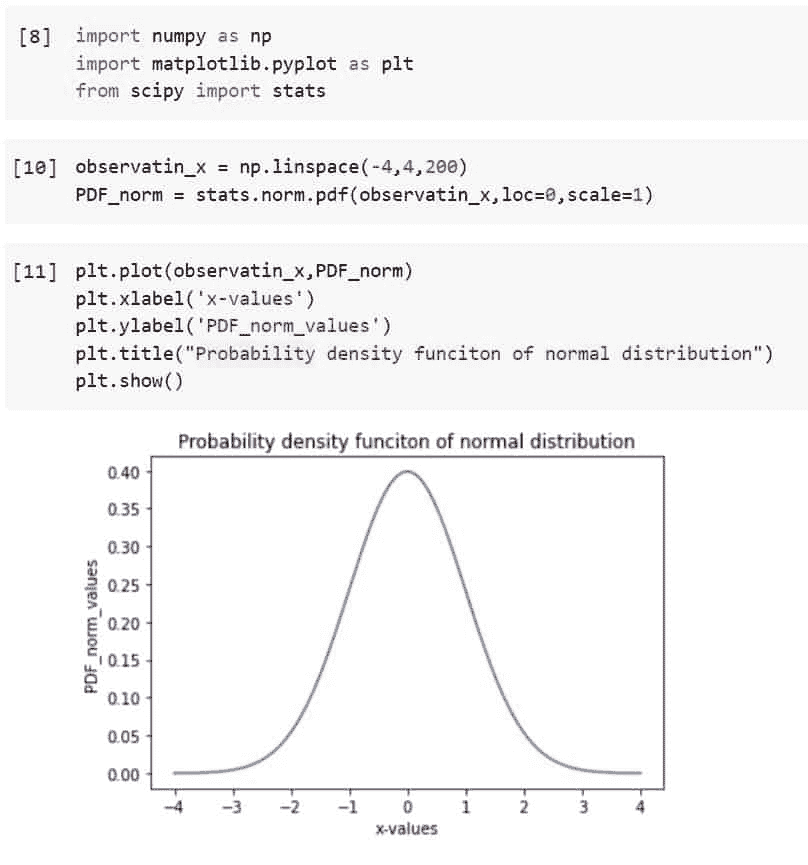 [8] import numpy as np
import matplotlib.pyplot as plt
from scipy import stats
[10] observatin_x = np.linspace(-4,4,200)
PDF_norm = stats.norm.pdf(observatin_x,loc=0,scale=1)
[11] plt.plot(observatin_x,PDF_norm)
plt.xlabel('x-values')
plt.ylabel('PDF_norm_values')
plt.title("Probability density funciton of normal distribution")
plt.show()
Probability density funciton of normal distribution
0.40
0.35
0.30
0.25
0.20
0.15
0.10
0.05
0.00
PDF_norm_values
−4 −3 −2 −1 0 1 2 3 4
x-values